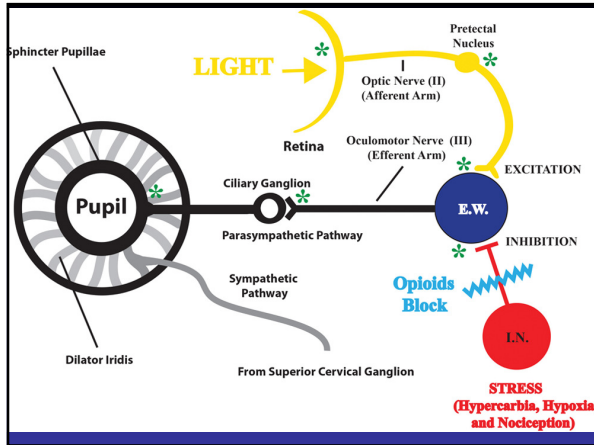 Sphincter Pupillae
Pretectal
Nucleus
LIGHT
Optic Nerve (II)
(Afferent Arm)
Retina
Oculomotor Nerve (III)
(Efferent Arm)
Ciliary Ganglion
EXCITATION
Pupil
E.W.
Parasympathetic Pathway
INHIBITION
Sympathetic
Pathway
Opioids
Block
I.N.
Dilator Iridis
From Superior Cervical Ganglion
STRESS
(Hypercarbia, Hypoxia
and Nociception)